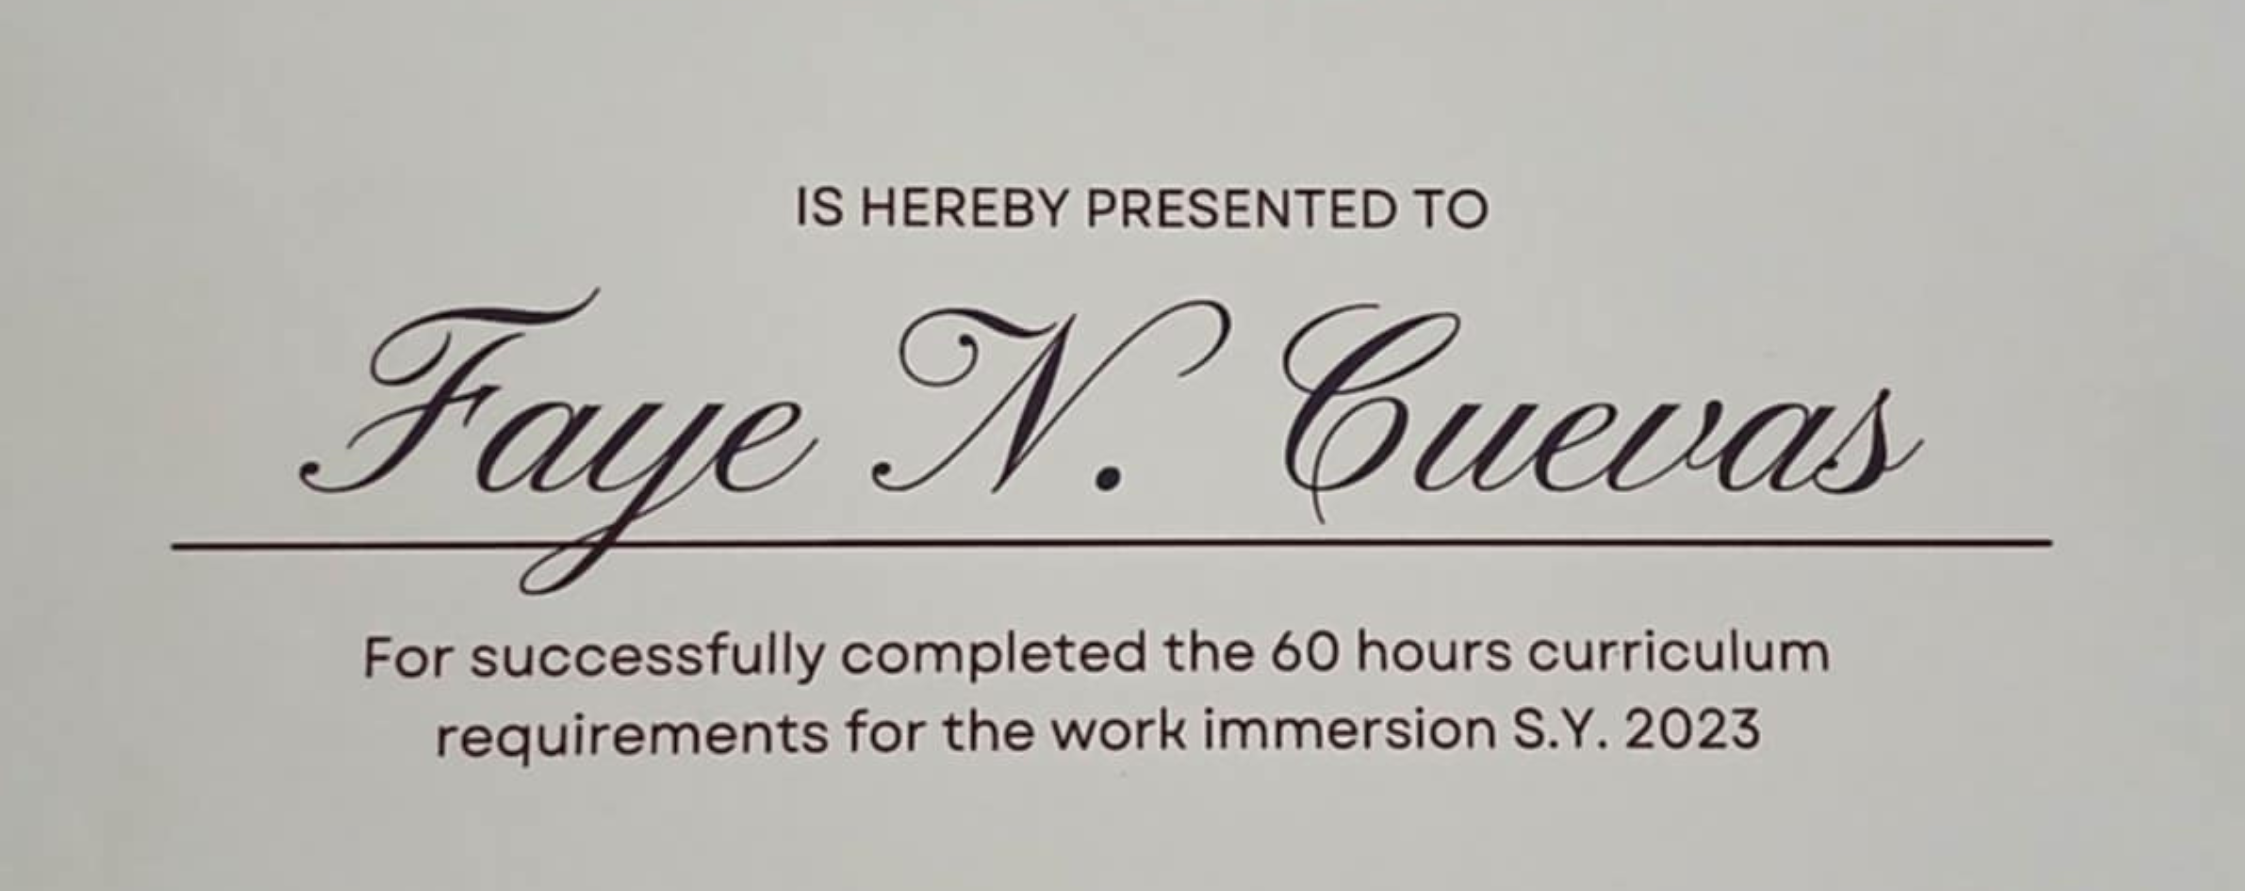 IS HEREBY PRESENTED TO
Faye N. Cuevas
For successfully completed the 60 hours curriculum
requirements for the work immersion S.Y. 2023